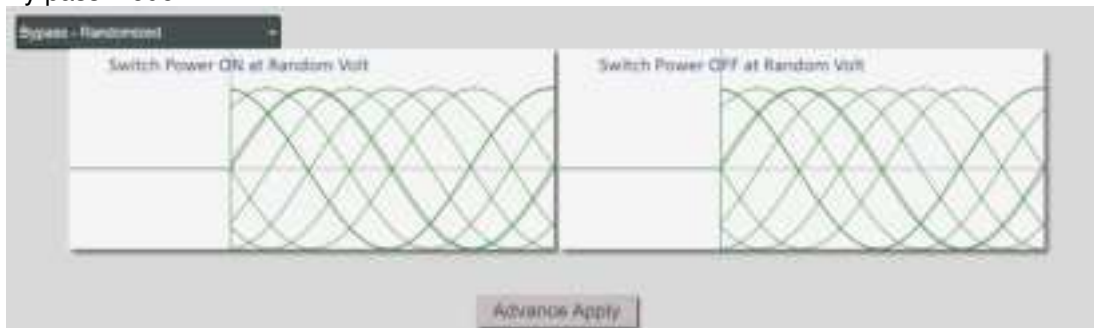 Bypass - Randomized
Switch Power ON at Random Volt
Switch Power OFF at Random Volt
Advance Apply